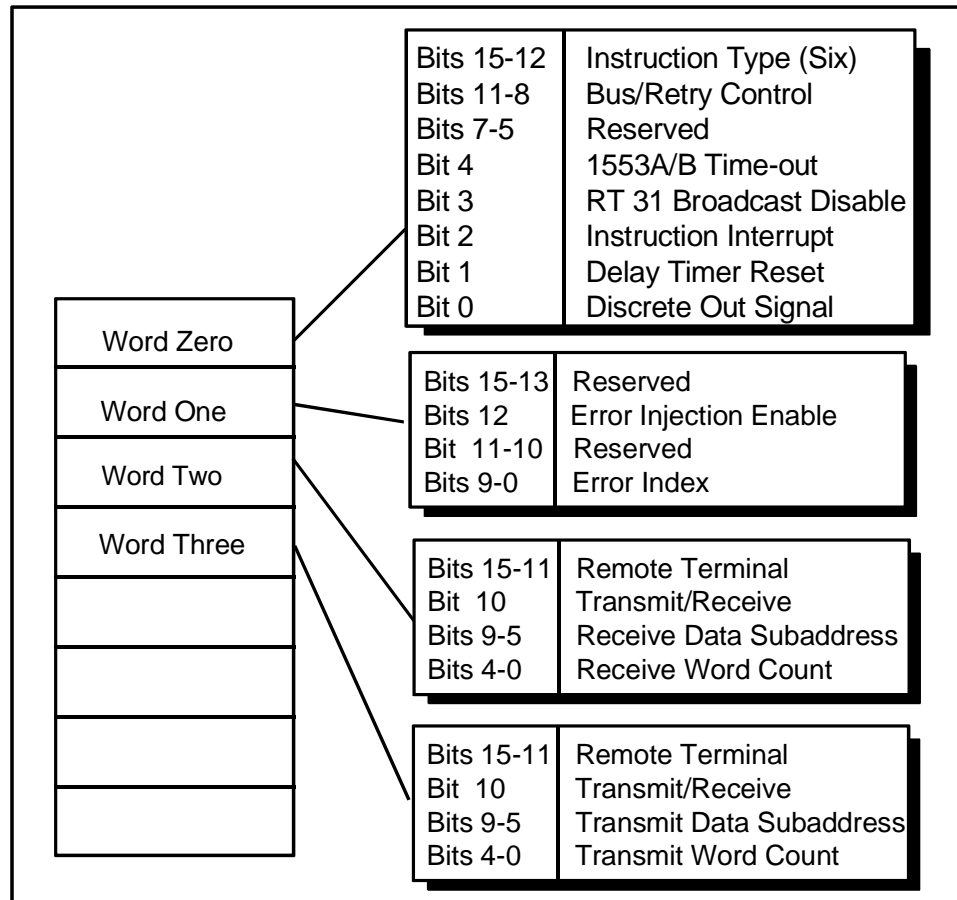 Bits 15-12 Instruction Type (Six)
Bits 11-8 Bus/Retry Control
Bits 7-5 Reserved
Bit 4 1553A/B Time-out
Bit 3 RT 31 Broadcast Disable
Bit 2 Instruction Interrupt
Bit 1 Delay Timer Reset
Bit 0 Discrete Out Signal
Word Zero
Word One
Word Two
Word Three
Bits 15-13 Reserved
Bits 12 Error Injection Enable
Bit 11-10 Reserved
Bits 9-0 Error Index
Bits 15-11 Remote Terminal
Bit 10 Transmit/Receive
Bits 9-5 Receive Data Subaddress
Bits 4-0 Receive Word Count
Bits 15-11 Remote Terminal
Bit 10 Transmit/Receive
Bits 9-5 Transmit Data Subaddress
Bits 4-0 Transmit Word Count